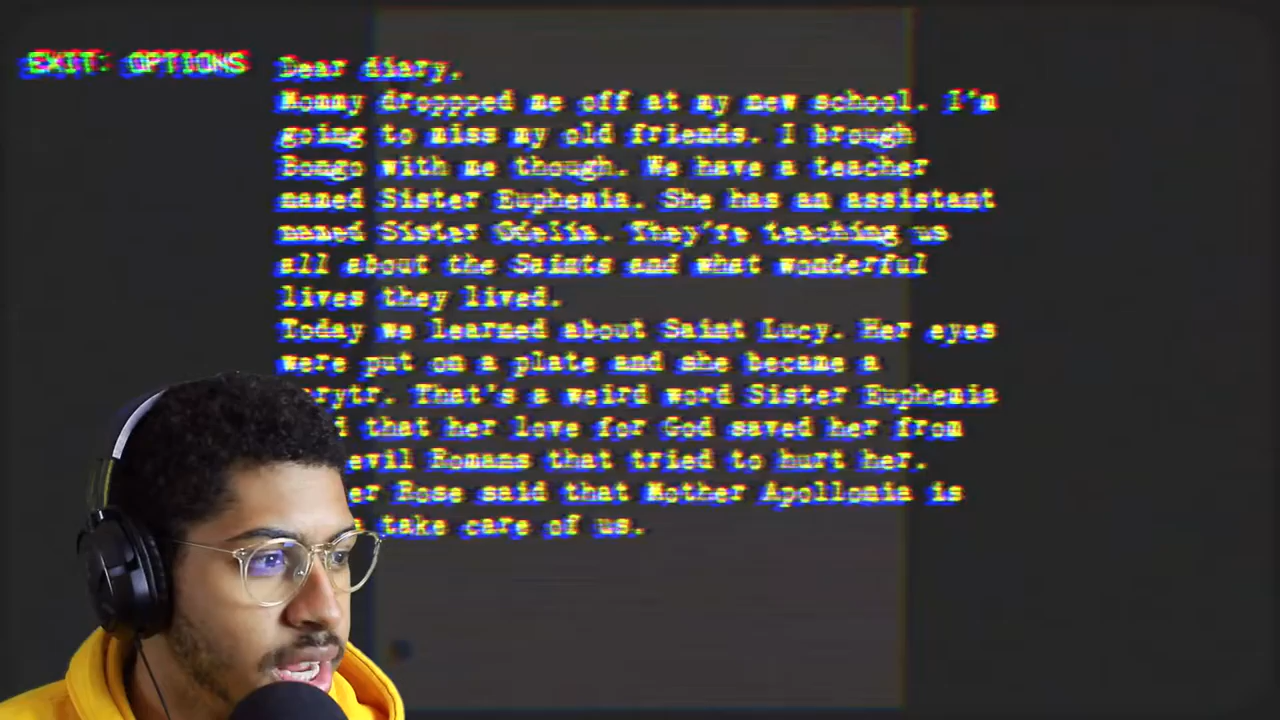 EXIT: OPTIONS
Dear diary,
Mommy droppped me off at my new school. I'm
going to miss my old friends. I brough
Bongo with me though. We have a teacher
named Sister Euphemia. She has an assistant
named Sister Odelia. They're teaching us
all about the Saints and what wonderful
lives they lived.
Today we learned about Saint Lucy. Her eyes
were put on a plate and she became a
That's a weird word Sister Euphemia
that her love for God saved her from
evil Romans that tried to hurt her.
Rose said that Mother Apollonia is
take care of us.